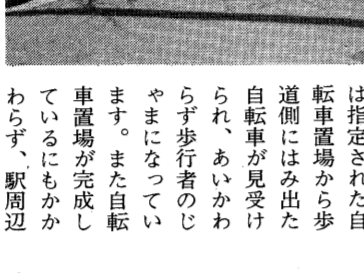 は指定された自
転車置場から歩
道側にはみ出た
自転車が見受け
られ、あいかわ
らず歩行者のじ
ゃまになってい
ます。また自転
車置場が完成し
ているにもかか
わらず、駅周辺